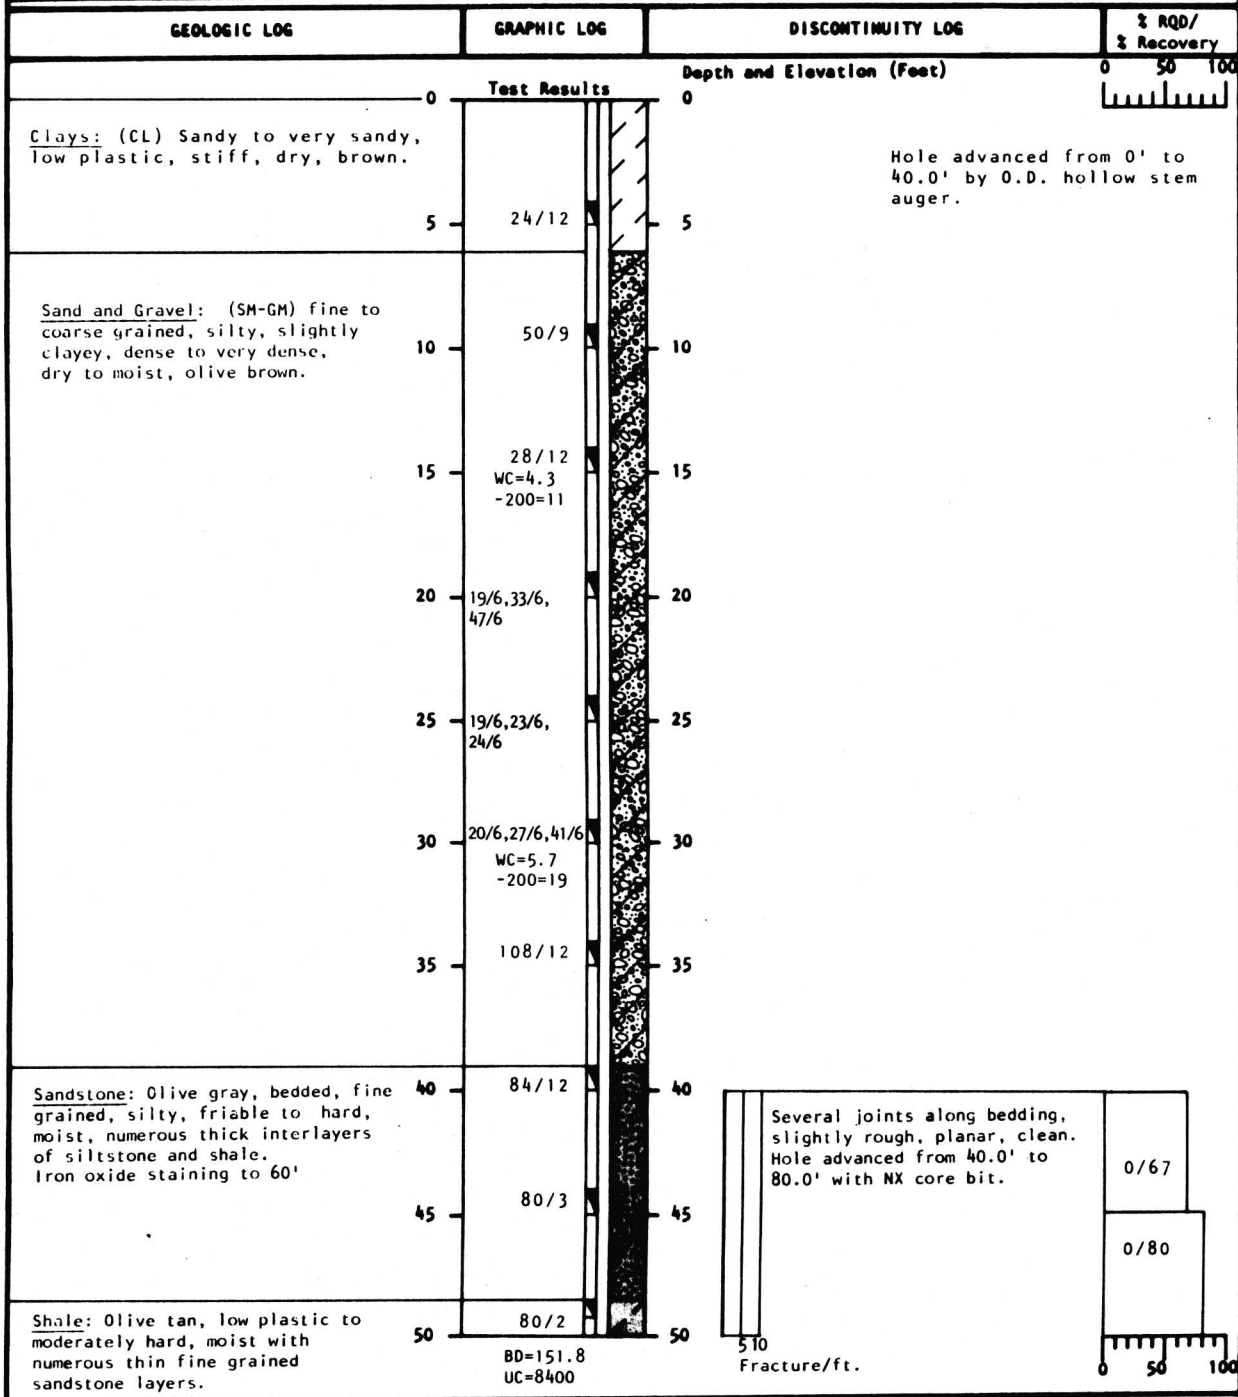 GEOLOGIC LOG
GRAPHIC LOG
DISCONTINUITY LOG
% RQD/
% Recovery
Test Results
Depth and Elevation (Feet)
0 50 100
0
0
Clays: (CL) Sandy to very sandy,
low plastic, stiff, dry, brown.
Hole advanced from 0' to
40.0' by O.D. hollow stem
auger.
5
24/12
5
Sand and Gravel: (SM-GM) fine to
coarse grained, silty, slightly
clayey, dense to very dense,
dry to moist, olive brown.
10
50/9
10
15
28/12
WC=4.3
-200=11
15
20
19/6,33/6,
47/6
20
25
19/6,23/6,
24/6
25
30
20/6,27/6,41/6
WC=5.7
-200=19
30
35
108/12
35
Sandstone: Olive gray, bedded, fine
grained, silty, friable to hard,
moist, numerous thick interlayers
of siltstone and shale.
Iron oxide staining to 60'
40
84/12
40
Several joints along bedding,
slightly rough, planar, clean.
Hole advanced from 40.0' to
80.0' with NX core bit.
0/67
45
80/3
45
0/80
Shale: Olive tan, low plastic to
moderately hard, moist with
numerous thin fine grained
sandstone layers.
50
80/2
BD=151.8
UC=8400
50
5 10
Fracture/ft.
0 50 100